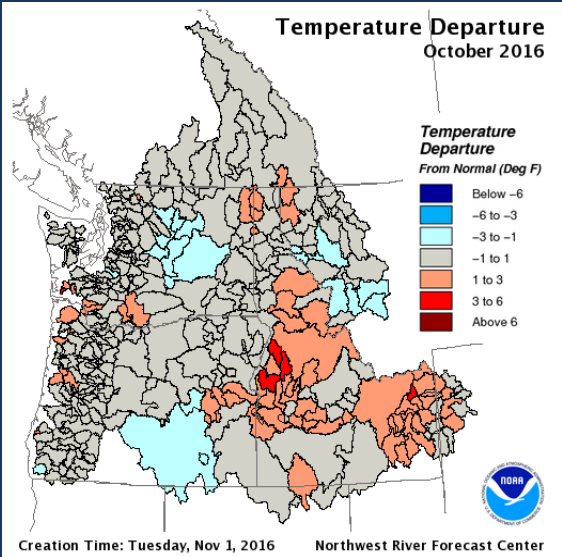 Temperature Departure
October 2016
Temperature
Departure
From Normal (Deg F)
Below −6
−6 to −3
−3 to −1
−1 to 1
1 to 3
3 to 6
Above 6
NOAA
Creation Time: Tuesday, Nov 1, 2016
Northwest River Forecast Center